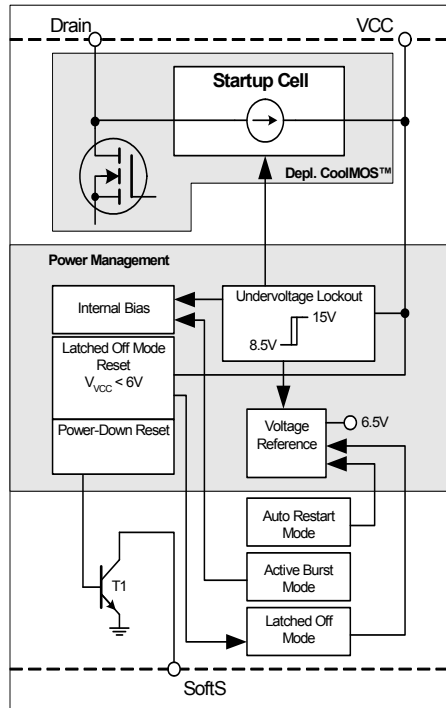 Drain
VCC
Startup Cell
Depl. CoolMOS™
Power Management
Internal Bias
Undervoltage Lockout
15V
8.5V
Latched Off Mode
Reset
V_VCC < 6V
Power-Down Reset
Voltage
Reference
6.5V
Auto Restart
Mode
T1
Active Burst
Mode
Latched Off
Mode
SoftS